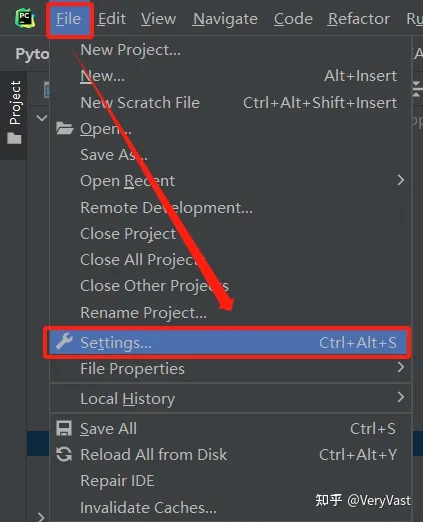 PC
File Edit View Navigate Code Refactor Ru
Pyto
Project
New Project...
New... Alt+Insert
New Scratch File Ctrl+Alt+Shift+Insert
Open...
Save As...
Open Recent
Remote Development...
Close Project
Close All Projects
Close Other Projects
Rename Project...
Settings... Ctrl+Alt+S
File Properties
Local History
Save All Ctrl+S
Reload All from Disk Ctrl+Alt+Y
Repair IDE
Invalidate Caches...
知乎 @VeryVast